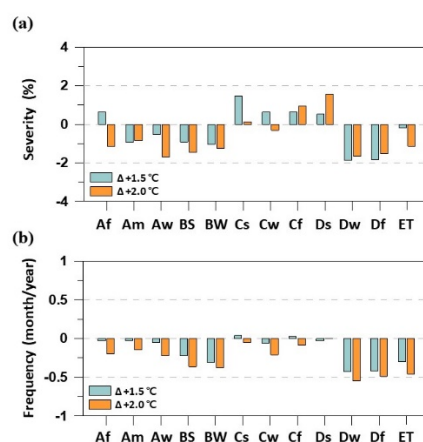 (a)
4
2
0
-2
-4
Severity (%)
Δ+1.5℃
Δ+2.0℃
Af Am Aw BS BW Cs Cw Cf Ds Dw Df ET
(b)
1
0.5
0
-0.5
-1
Frequency (month/year)
Δ+1.5℃
Δ+2.0℃
Af Am Aw BS BW Cs Cw Cf Ds Dw Df ET